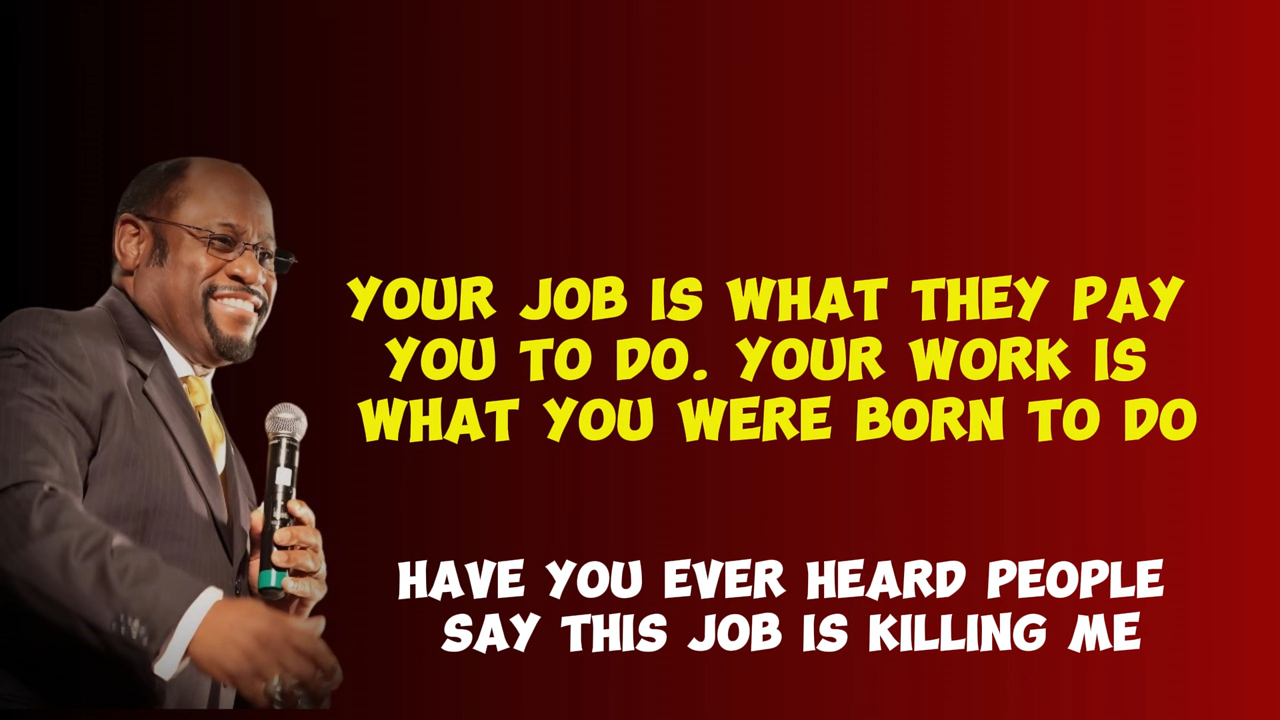 YOUR JOB IS WHAT THEY PAY
YOU TO DO. YOUR WORK IS
WHAT YOU WERE BORN TO DO
HAVE YOU EVER HEARD PEOPLE
SAY THIS JOB IS KILLING ME